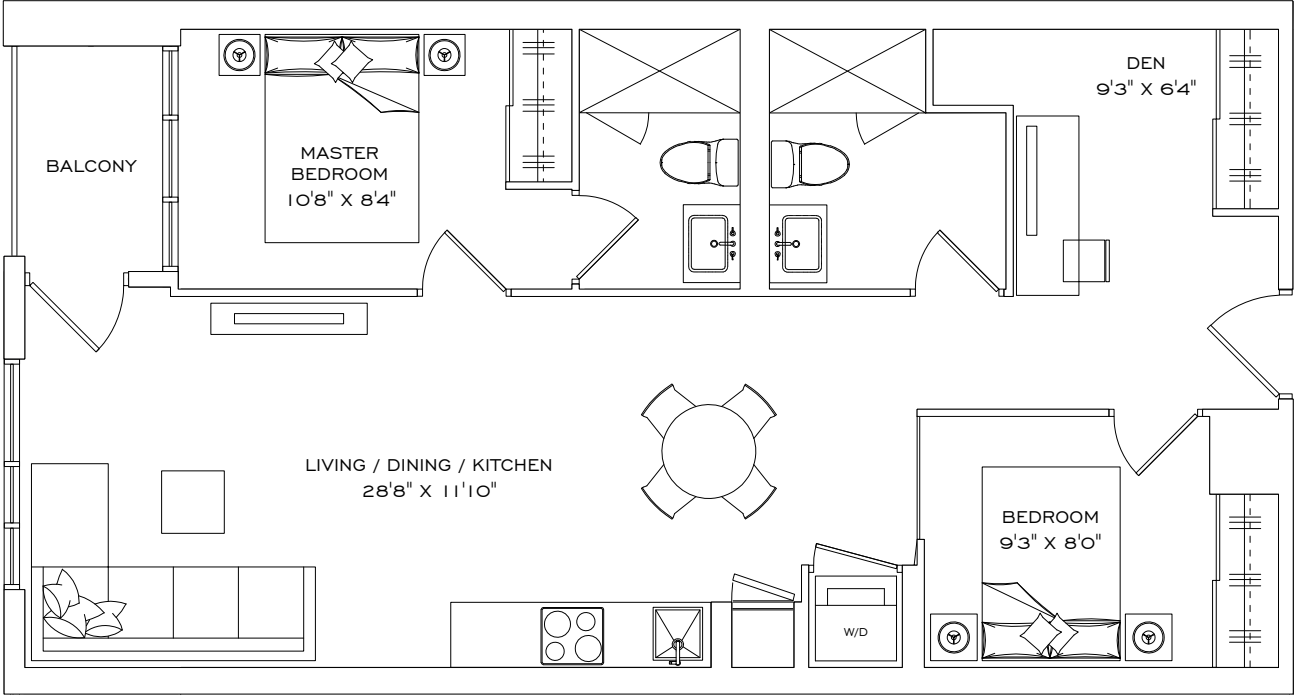 DEN
9'3" X 6'4"
BALCONY
MASTER
BEDROOM
10'8" X 8'4"
LIVING / DINING / KITCHEN
28'8" X 11'10"
BEDROOM
9'3" X 8'0"
W/D